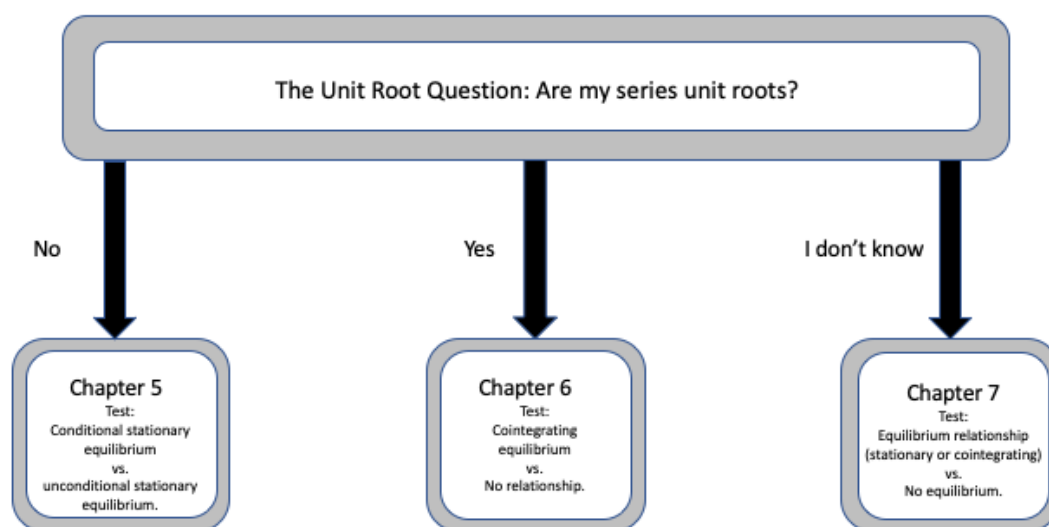 The Unit Root Question: Are my series unit roots?
No
Yes
I don’t know
Chapter 5
Test:
Conditional stationary
equilibrium
vs.
unconditional stationary
equilibrium.
Chapter 6
Test:
Cointegrating
equilibrium
vs.
No relationship.
Chapter 7
Test:
Equilibrium relationship
(stationary or cointegrating)
vs.
No equilibrium.